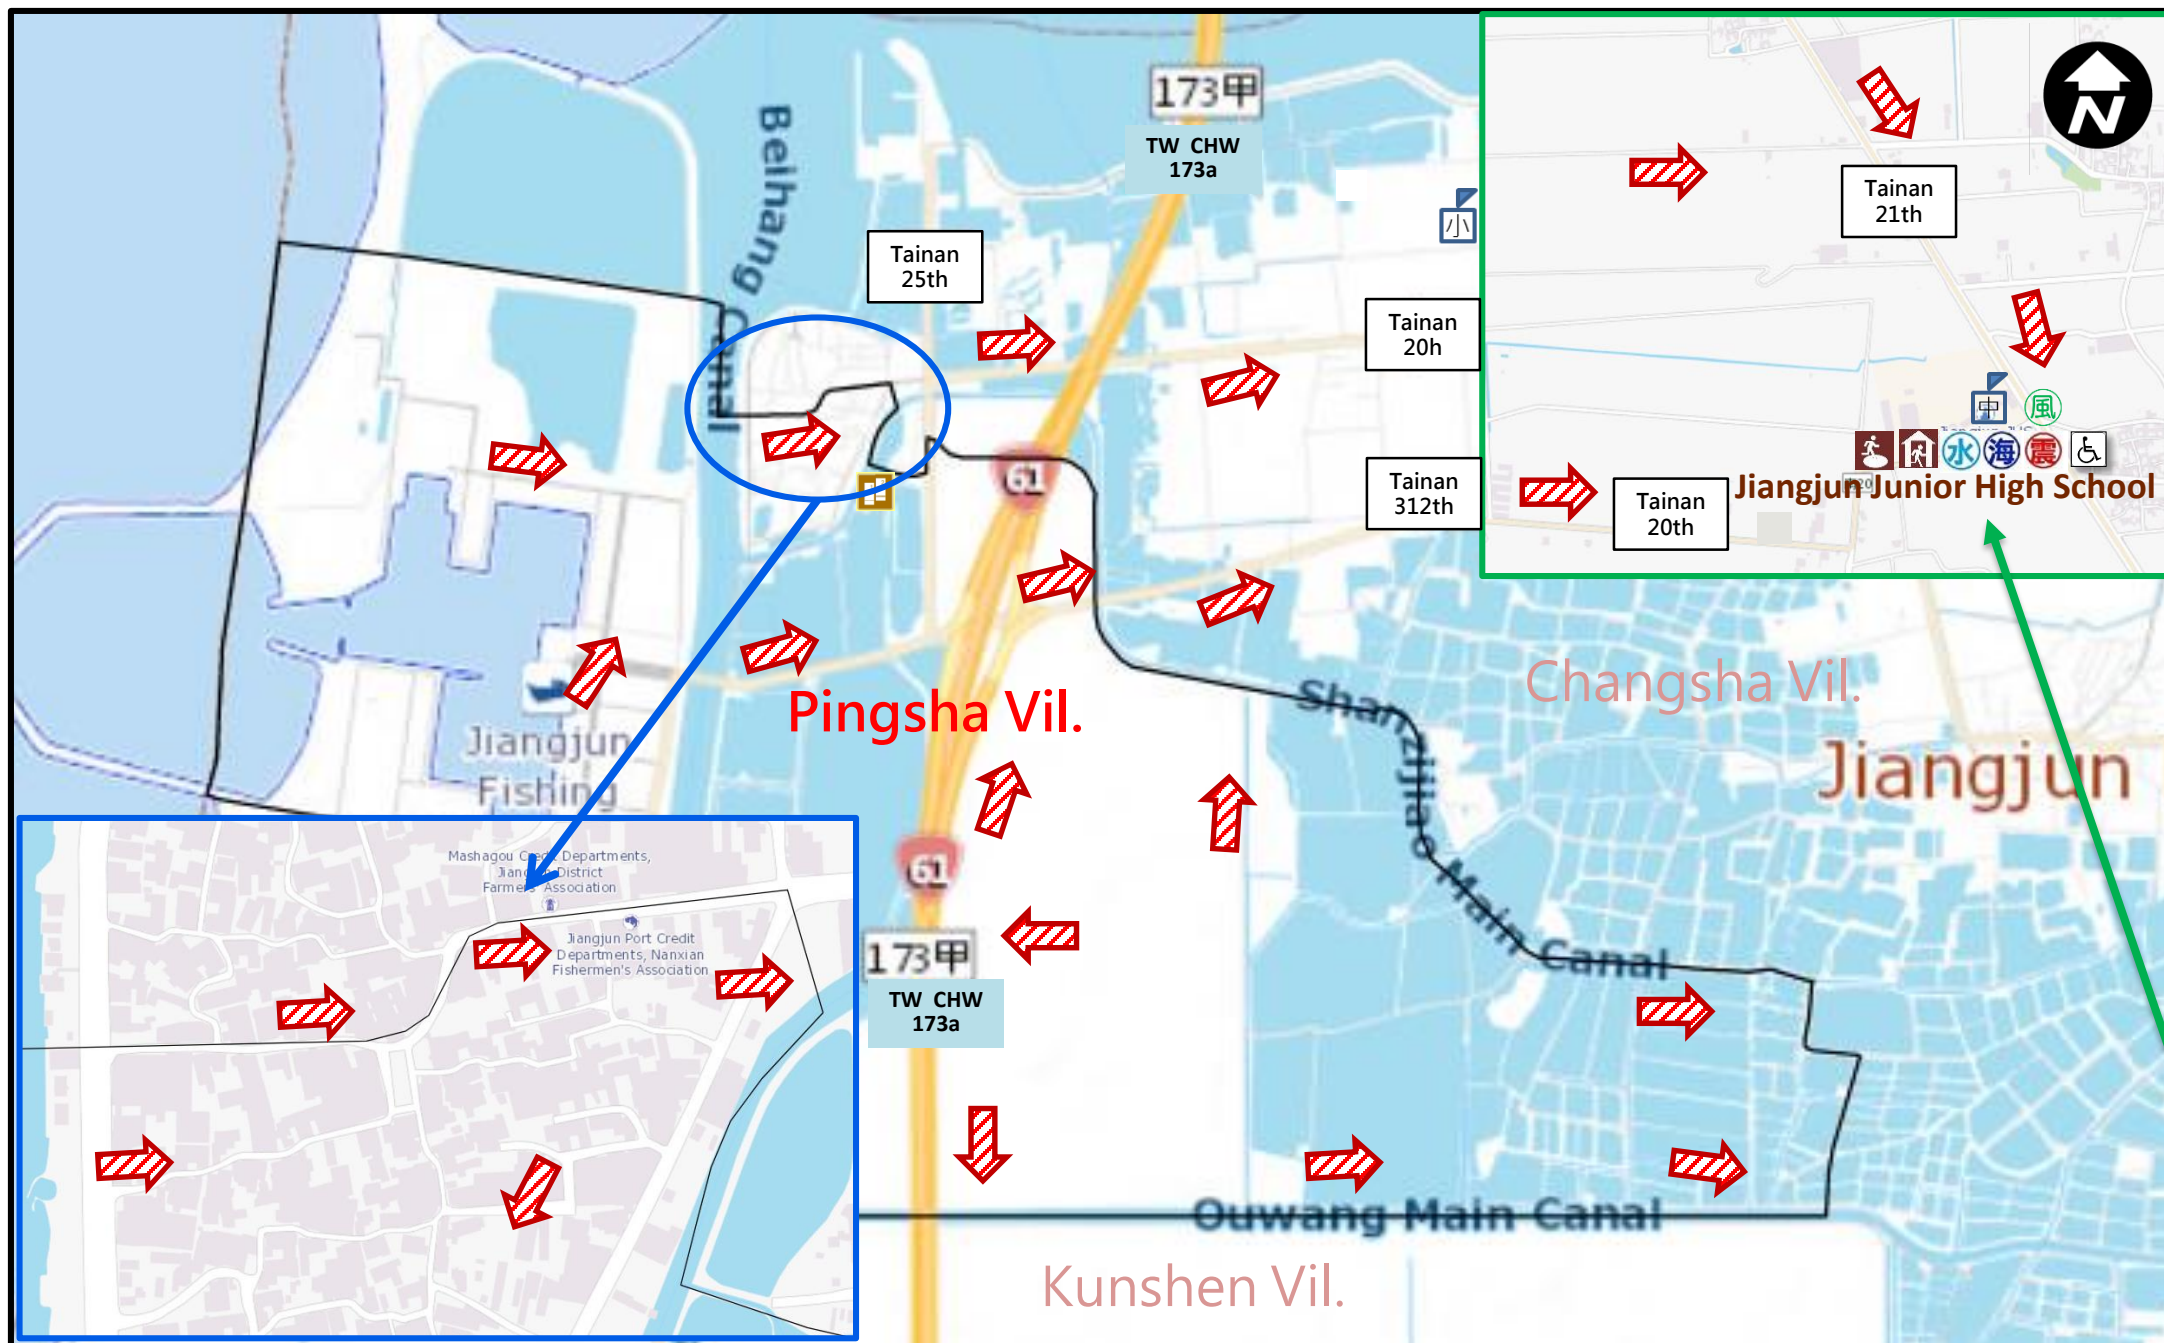 173甲
TW CHW
173a
N
Beihang Canal
小
Tainan
21th
Tainan
25th
Tainan
20h
中
風
水
海
震
Jiangjun Junior High School
61
Tainan
312th
Tainan
20th
Changsha Vil.
Pingsha Vil.
Jiangjun
Fishing
Shanzijiao Main Canal
Jiangjun
Mashagou Credit Departments,
Jiangjun District
Farmers' Association
Jiangjun Port Credit
Departments, Nanxian
Fishermen's Association
61
173甲
TW CHW
173a
Ouwang Main Canal
Kunshen Vil.